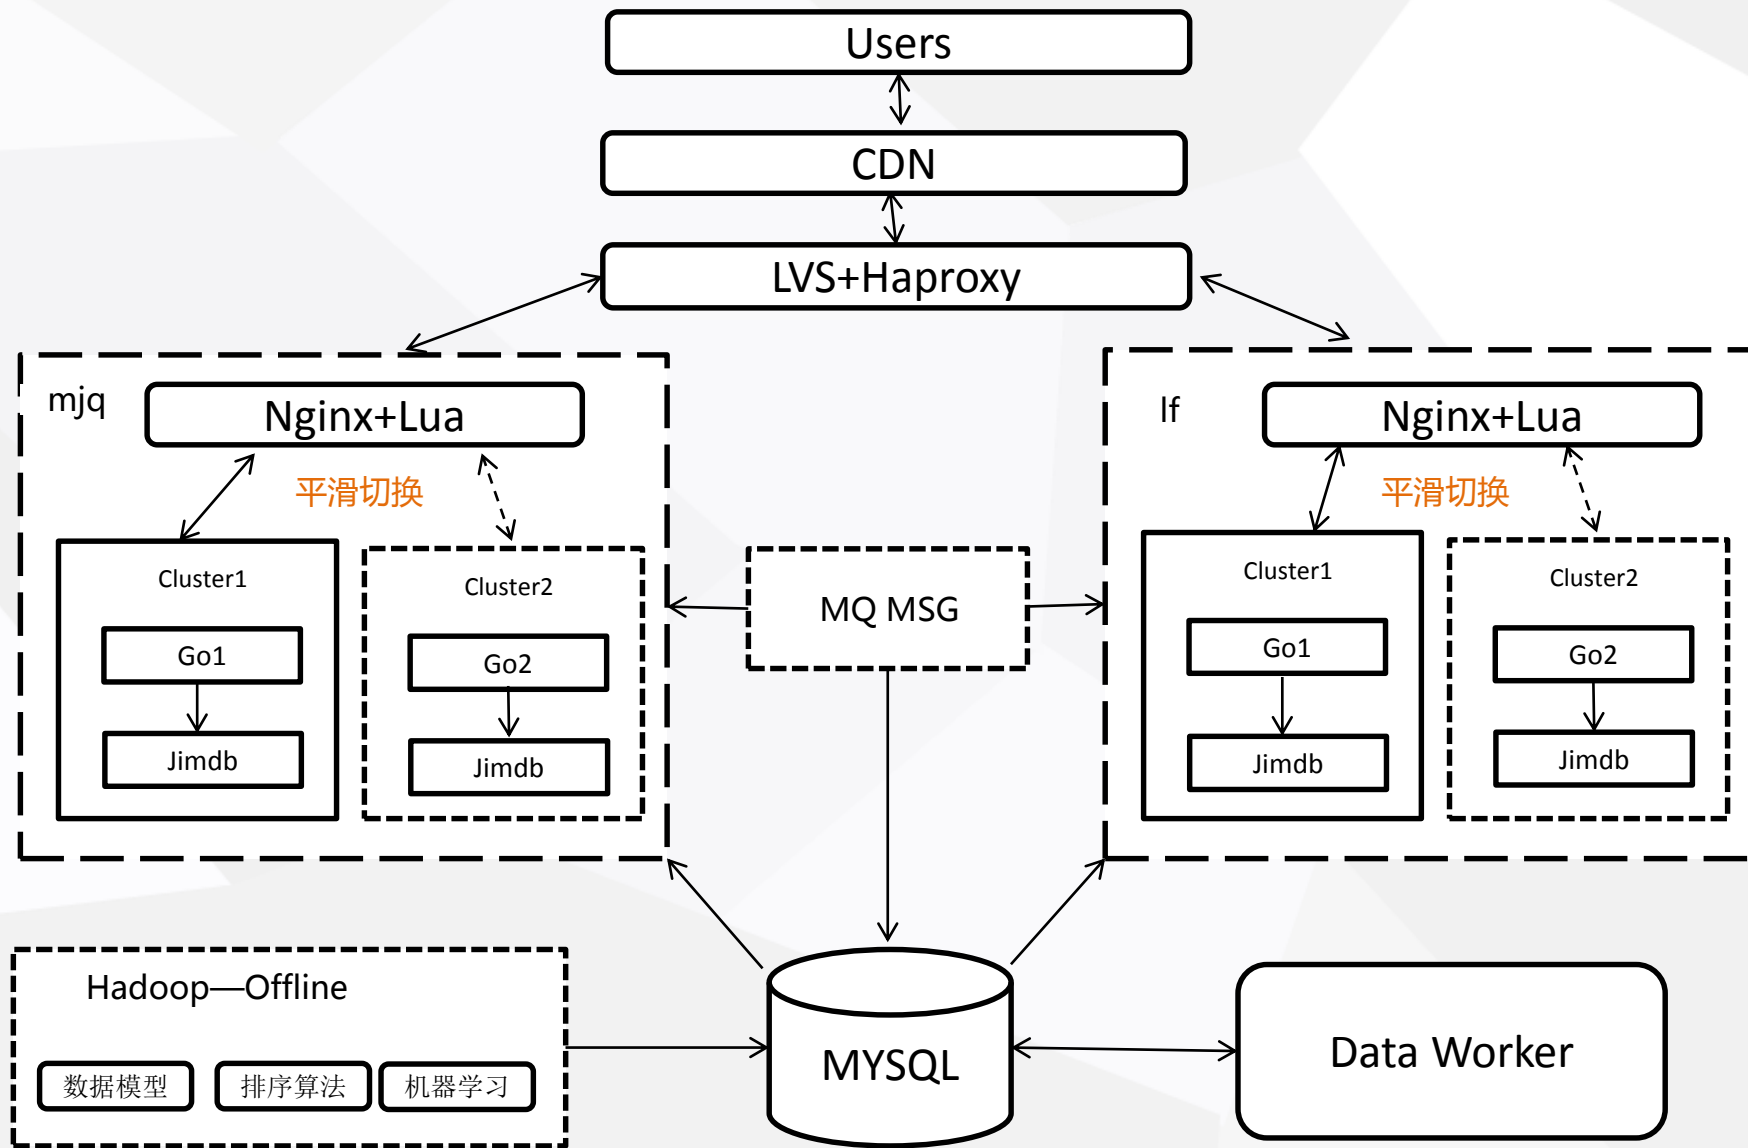 Users
CDN
LVS+Haproxy
mjq
Nginx+Lua
平滑切换
Cluster1
Go1
Jimdb
Cluster2
Go2
Jimdb
MQ MSG
lf
Nginx+Lua
平滑切换
Cluster1
Go1
Jimdb
Cluster2
Go2
Jimdb
Hadoop—Offline
数据模型
排序算法
机器学习
MYSQL
Data Worker